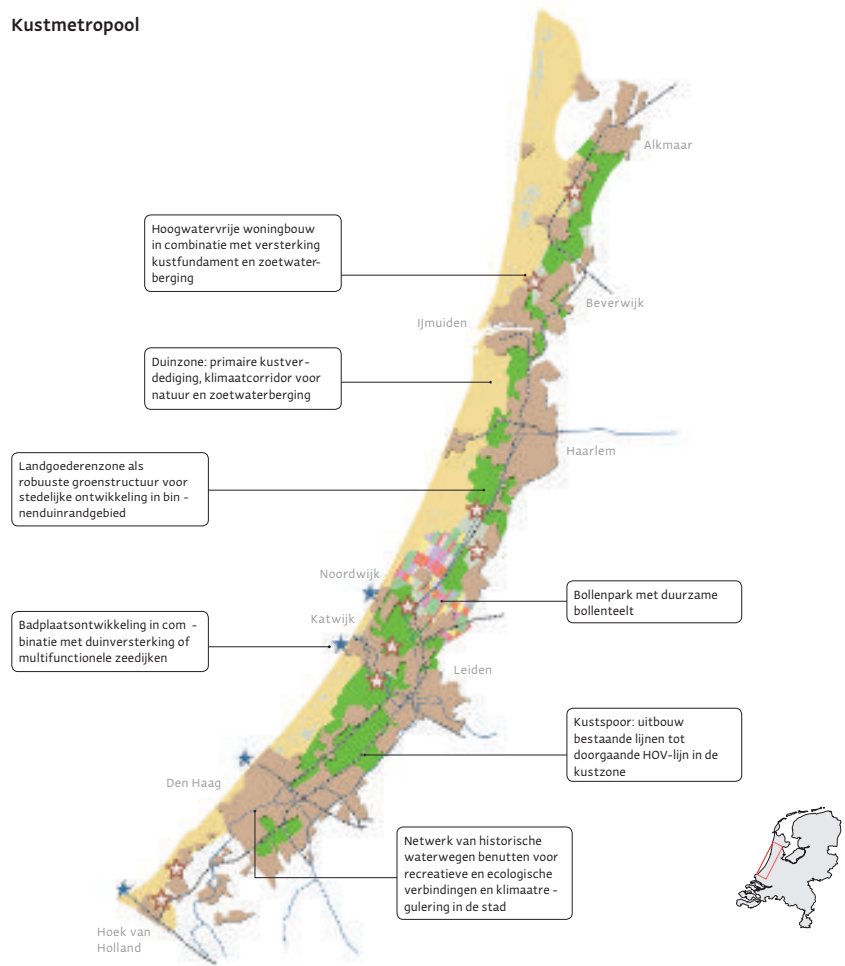 Kustmetropool
Alkmaar
Hoogwatervrije woningbouw
in combinatie met versterking
kustfundament en zoetwater-
berging
Beverwijk
IJmuiden
Duinzone: primaire kustver-
dediging, klimaatcorridor voor
natuur en zoetwaterberging
Haarlem
Landgoederenzone als
robuuste groenstructuur voor
stedelijke ontwikkeling in bin -
nenduinrandgebied
Noordwijk
Bollenpark met duurzame
bollenteelt
Katwijk
Badplaatsontwikkeling in com -
binatie met duinversterking of
multifunctionele zeedijken
Leiden
Kustspoor: uitbouw
bestaande lijnen tot
doorgaande HOV-lijn in de
kustzone
Den Haag
Netwerk van historische
waterwegen benutten voor
recreatieve en ecologische
verbindingen en klimaatre -
gulering in de stad
Hoek van
Holland